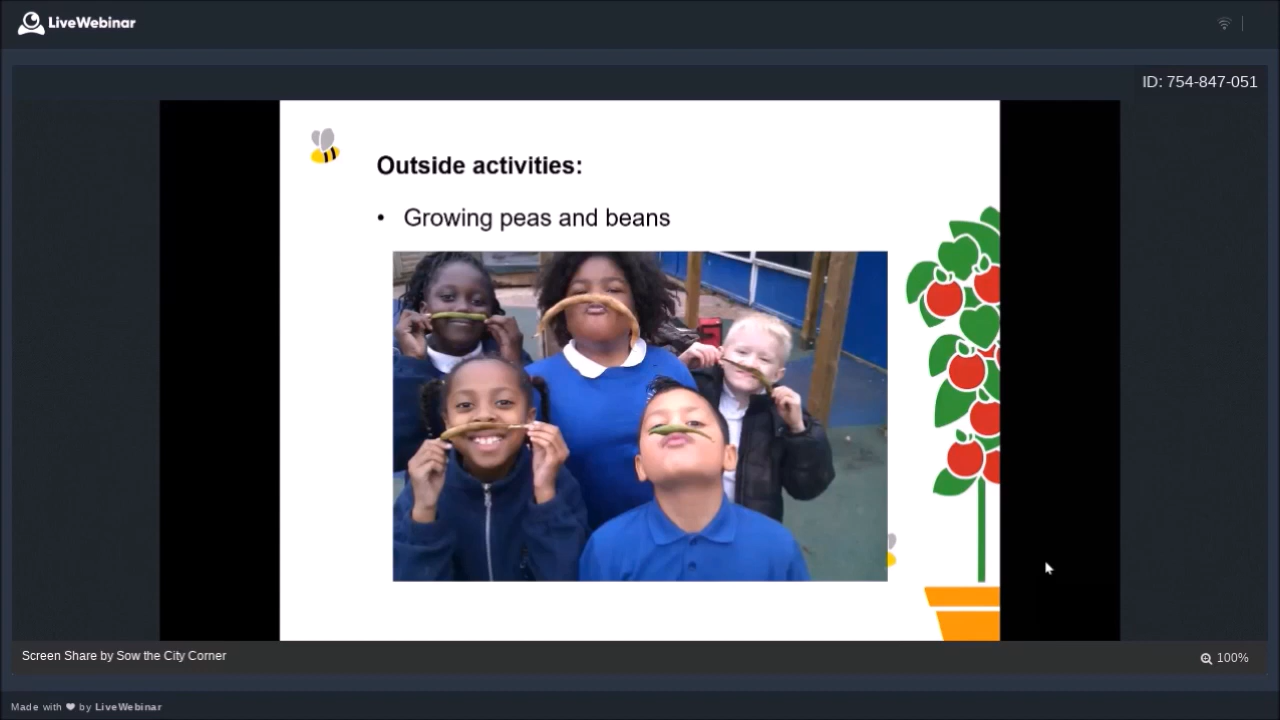 LiveWebinar
ID: 754-847-051
Outside activities:
• Growing peas and beans
Screen Share by Sow the City Corner
100%
Made with ❤ by LiveWebinar